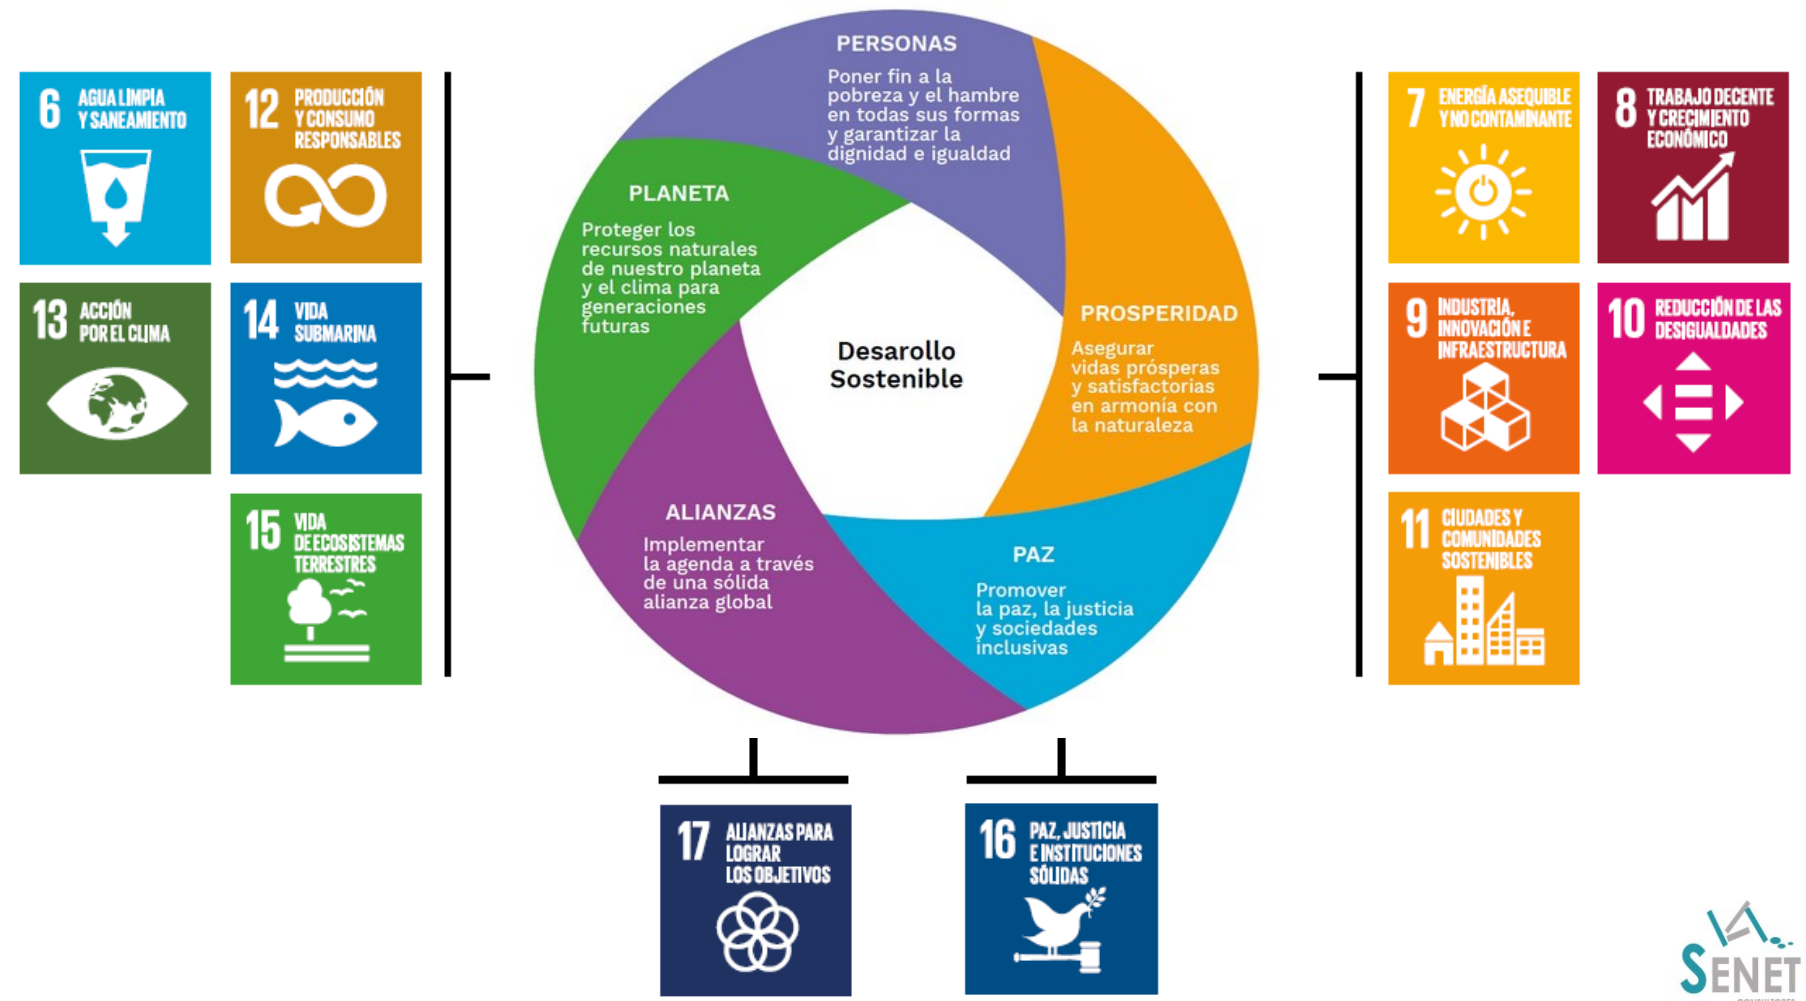 PERSONAS
Poner fin a la
pobreza y el hambre
en todas sus formas
y garantizar la
dignidad e igualdad
6 AGUA LIMPIA
Y SANEAMIENTO
12 PRODUCCIÓN
Y CONSUMO
RESPONSABLES
13 ACCIÓN
POR EL CLIMA
14 VIDA
SUBMARINA
15 VIDA
DE ECOSISTEMAS
TERRESTRES
PLANETA
Proteger los
recursos naturales
de nuestro planeta
y el clima para
generaciones
futuras
Desarollo
Sostenible
PROSPERIDAD
Asegurar
vidas prósperas
y satisfactorias
en armonía con
la naturaleza
7 ENERGÍA ASEQUIBLE
Y NO CONTAMINANTE
8 TRABAJO DECENTE
Y CRECIMIENTO
ECONÓMICO
9 INDUSTRIA,
INNOVACIÓN E
INFRAESTRUCTURA
10 REDUCCIÓN DE LAS
DESIGUALDADES
11 CIUDADES Y
COMUNIDADES
SOSTENIBLES
ALIANZAS
Implementar
la agenda a través
de una sólida
alianza global
PAZ
Promover
la paz, la justicia
y sociedades
inclusivas
17 ALIANZAS PARA
LOGRAR
LOS OBJETIVOS
16 PAZ, JUSTICIA
E INSTITUCIONES
SÓLIDAS
SENET